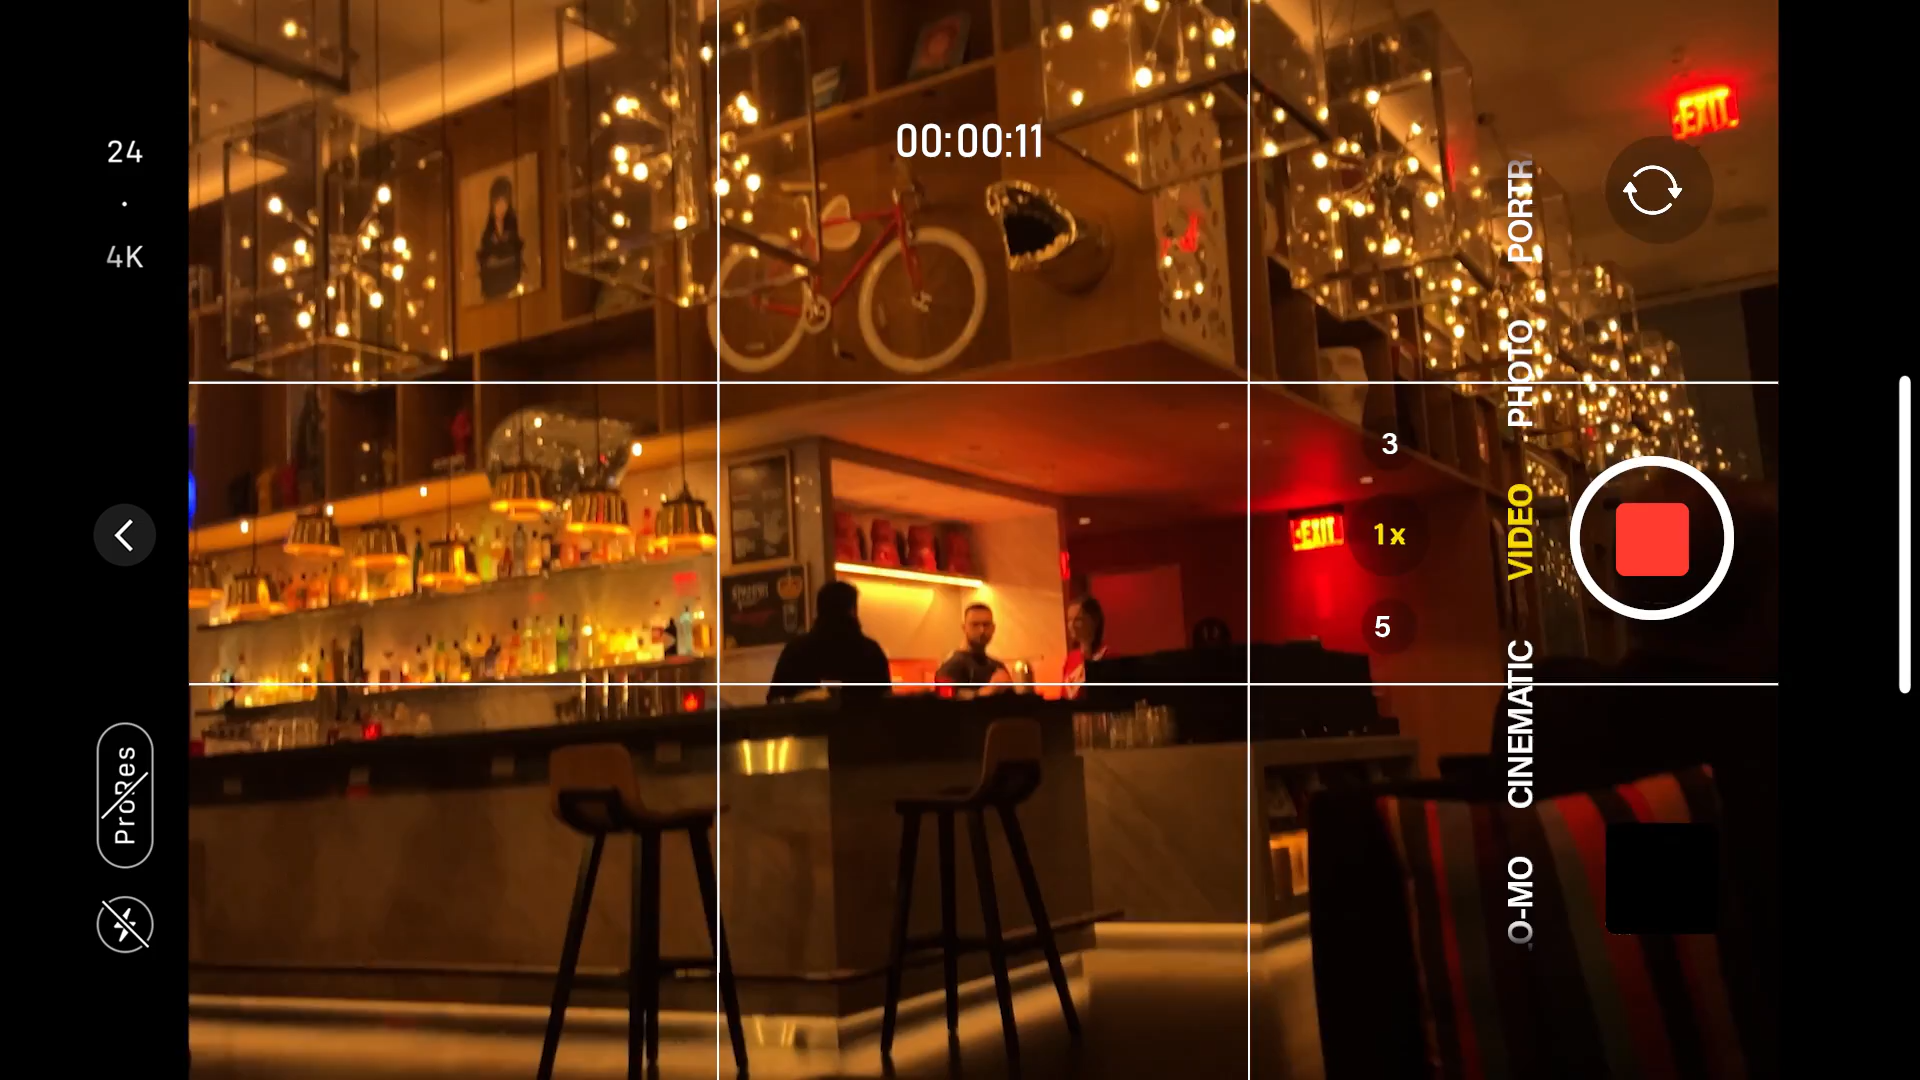 24
·
4K
ProRes
00:00:11
EXIT
EXIT
3
1x
5
PORTR
PHOTO
VIDEO
CINEMATIC
O-MO